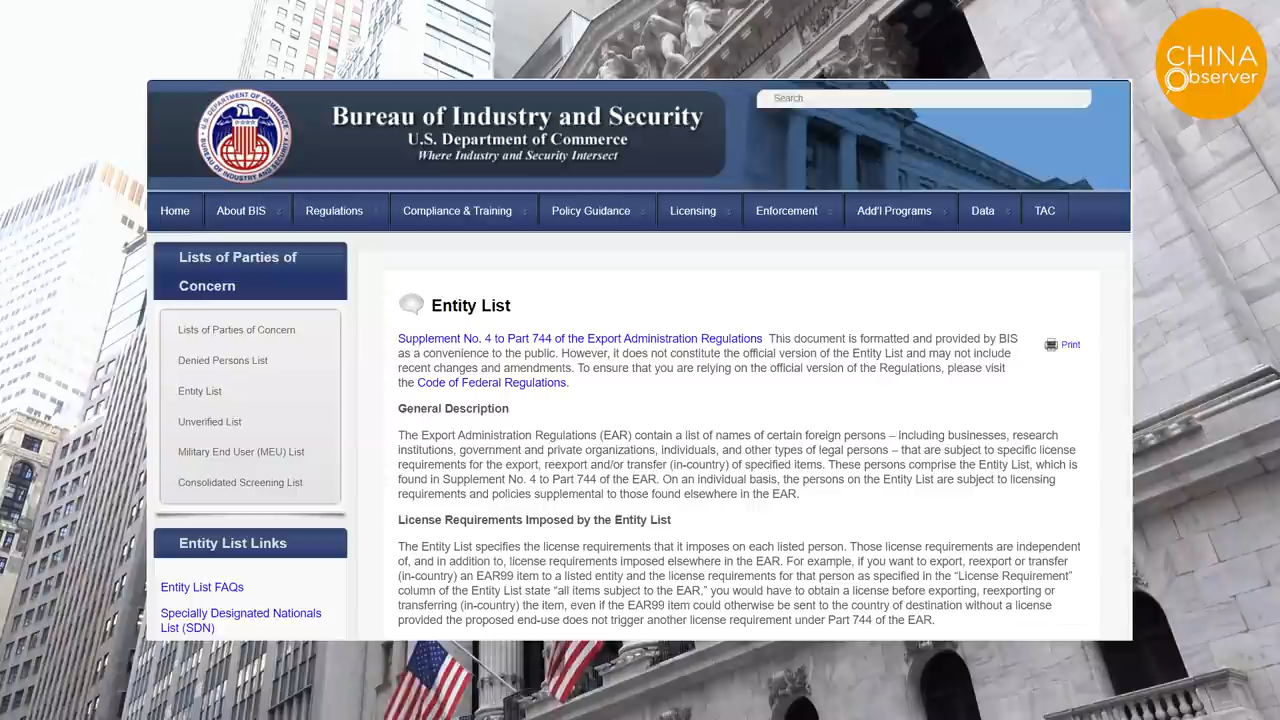 CHINA
Observer
Bureau of Industry and Security
U.S. Department of Commerce
Where Industry and Security Intersect
Search
U.S. DEPARTMENT OF COMMERCE
BUREAU OF INDUSTRY AND SECURITY
Home
About BIS
Regulations
Compliance & Training
Policy Guidance
Licensing
Enforcement
Add'l Programs
Data
TAC
Lists of Parties of
Concern
Lists of Parties of Concern
Denied Persons List
Entity List
Unverified List
Military End User (MEU) List
Consolidated Screening List
Entity List Links
Entity List FAQs
Specially Designated Nationals
List (SDN)
Entity List
Supplement No. 4 to Part 744 of the Export Administration Regulations This document is formatted and provided by BIS
as a convenience to the public. However, it does not constitute the official version of the Entity List and may not include
recent changes and amendments. To ensure that you are relying on the official version of the Regulations, please visit
the Code of Federal Regulations.
Print
General Description
The Export Administration Regulations (EAR) contain a list of names of certain foreign persons – including businesses, research
institutions, government and private organizations, individuals, and other types of legal persons – that are subject to specific license
requirements for the export, reexport and/or transfer (in-country) of specified items. These persons comprise the Entity List, which is
found in Supplement No. 4 to Part 744 of the EAR. On an individual basis, the persons on the Entity List are subject to licensing
requirements and policies supplemental to those found elsewhere in the EAR.
License Requirements Imposed by the Entity List
The Entity List specifies the license requirements that it imposes on each listed person. Those license requirements are independent
of, and in addition to, license requirements imposed elsewhere in the EAR. For example, if you want to export, reexport or transfer
(in-country) an EAR99 item to a listed entity and the license requirements for that person as specified in the “License Requirement”
column of the Entity List state “all items subject to the EAR,” you would have to obtain a license before exporting, reexporting or
transferring (in-country) the item, even if the EAR99 item could otherwise be sent to the country of destination without a license
provided the proposed end-use does not trigger another license requirement under Part 744 of the EAR.